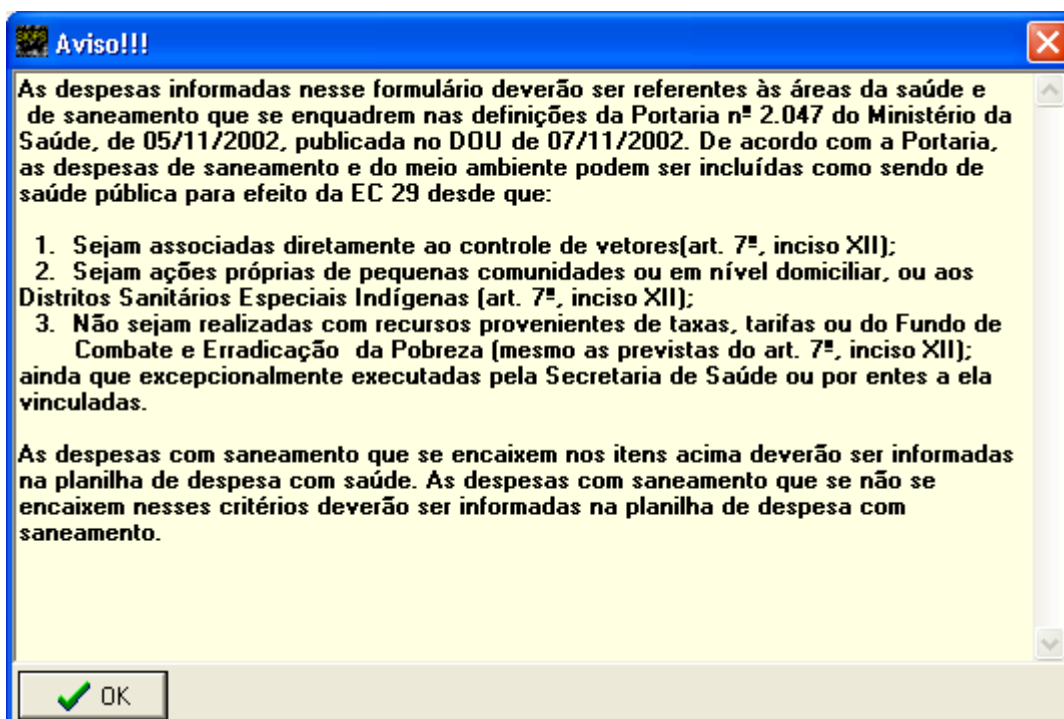 Aviso!!!
As despesas informadas nesse formulário deverão ser referentes às áreas da saúde e
de saneamento que se enquadrem nas definições da Portaria nº 2.047 do Ministério da
Saúde, de 05/11/2002, publicada no DOU de 07/11/2002. De acordo com a Portaria,
as despesas de saneamento e do meio ambiente podem ser incluídas como sendo de
saúde pública para efeito da EC 29 desde que:
1. Sejam associadas diretamente ao controle de vetores(art. 7º, inciso XII);
2. Sejam ações próprias de pequenas comunidades ou em nível domiciliar, ou aos
Distritos Sanitários Especiais Indígenas (art. 7º, inciso XII);
3. Não sejam realizadas com recursos provenientes de taxas, tarifas ou do Fundo de
Combate e Erradicação da Pobreza (mesmo as previstas do art. 7º, inciso XII);
ainda que excepcionalmente executadas pela Secretaria de Saúde ou por entes a ela
vinculadas.
As despesas com saneamento que se encaixem nos itens acima deverão ser informadas
na planilha de despesa com saúde. As despesas com saneamento que se não se
encaixem nesses critérios deverão ser informadas na planilha de despesa com
saneamento.
OK